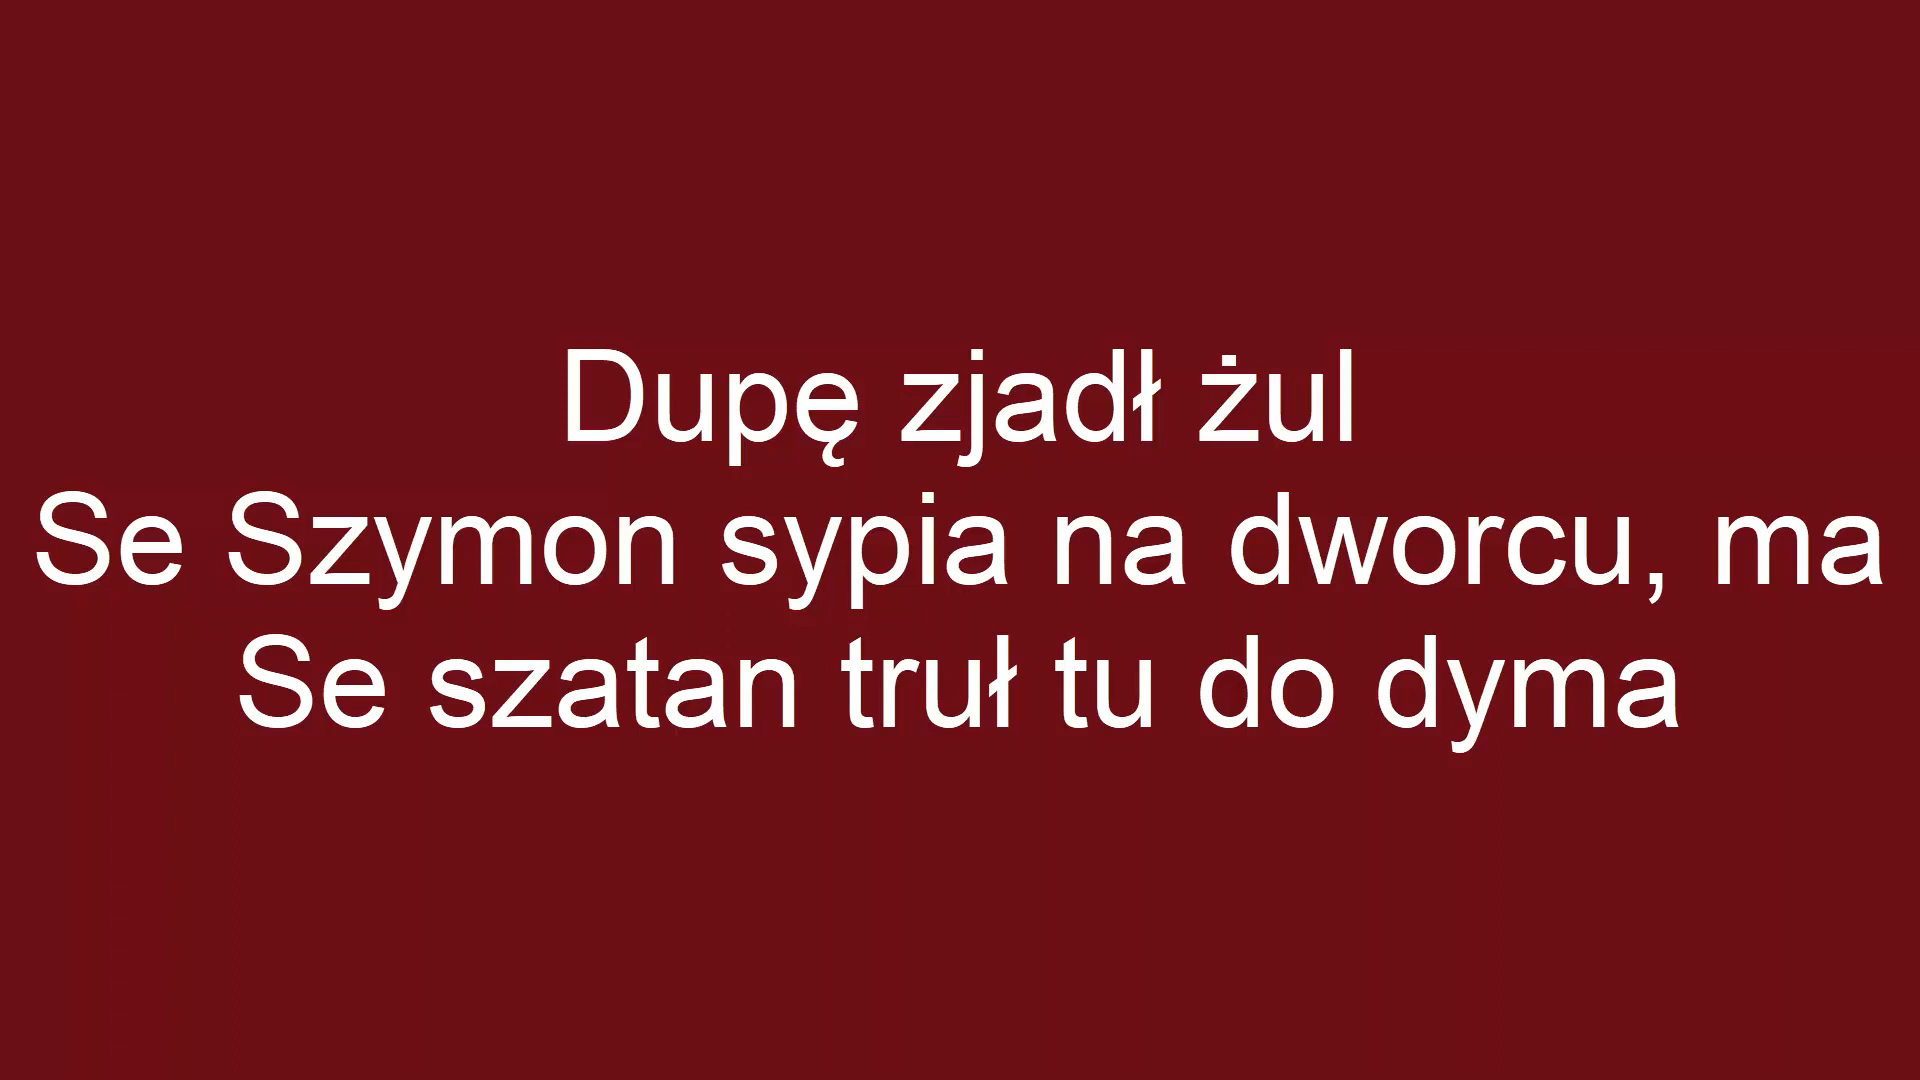 Dupę zjadł żul
Se Szymon sypia na dworcu, ma
Se szatan truł tu do dyma